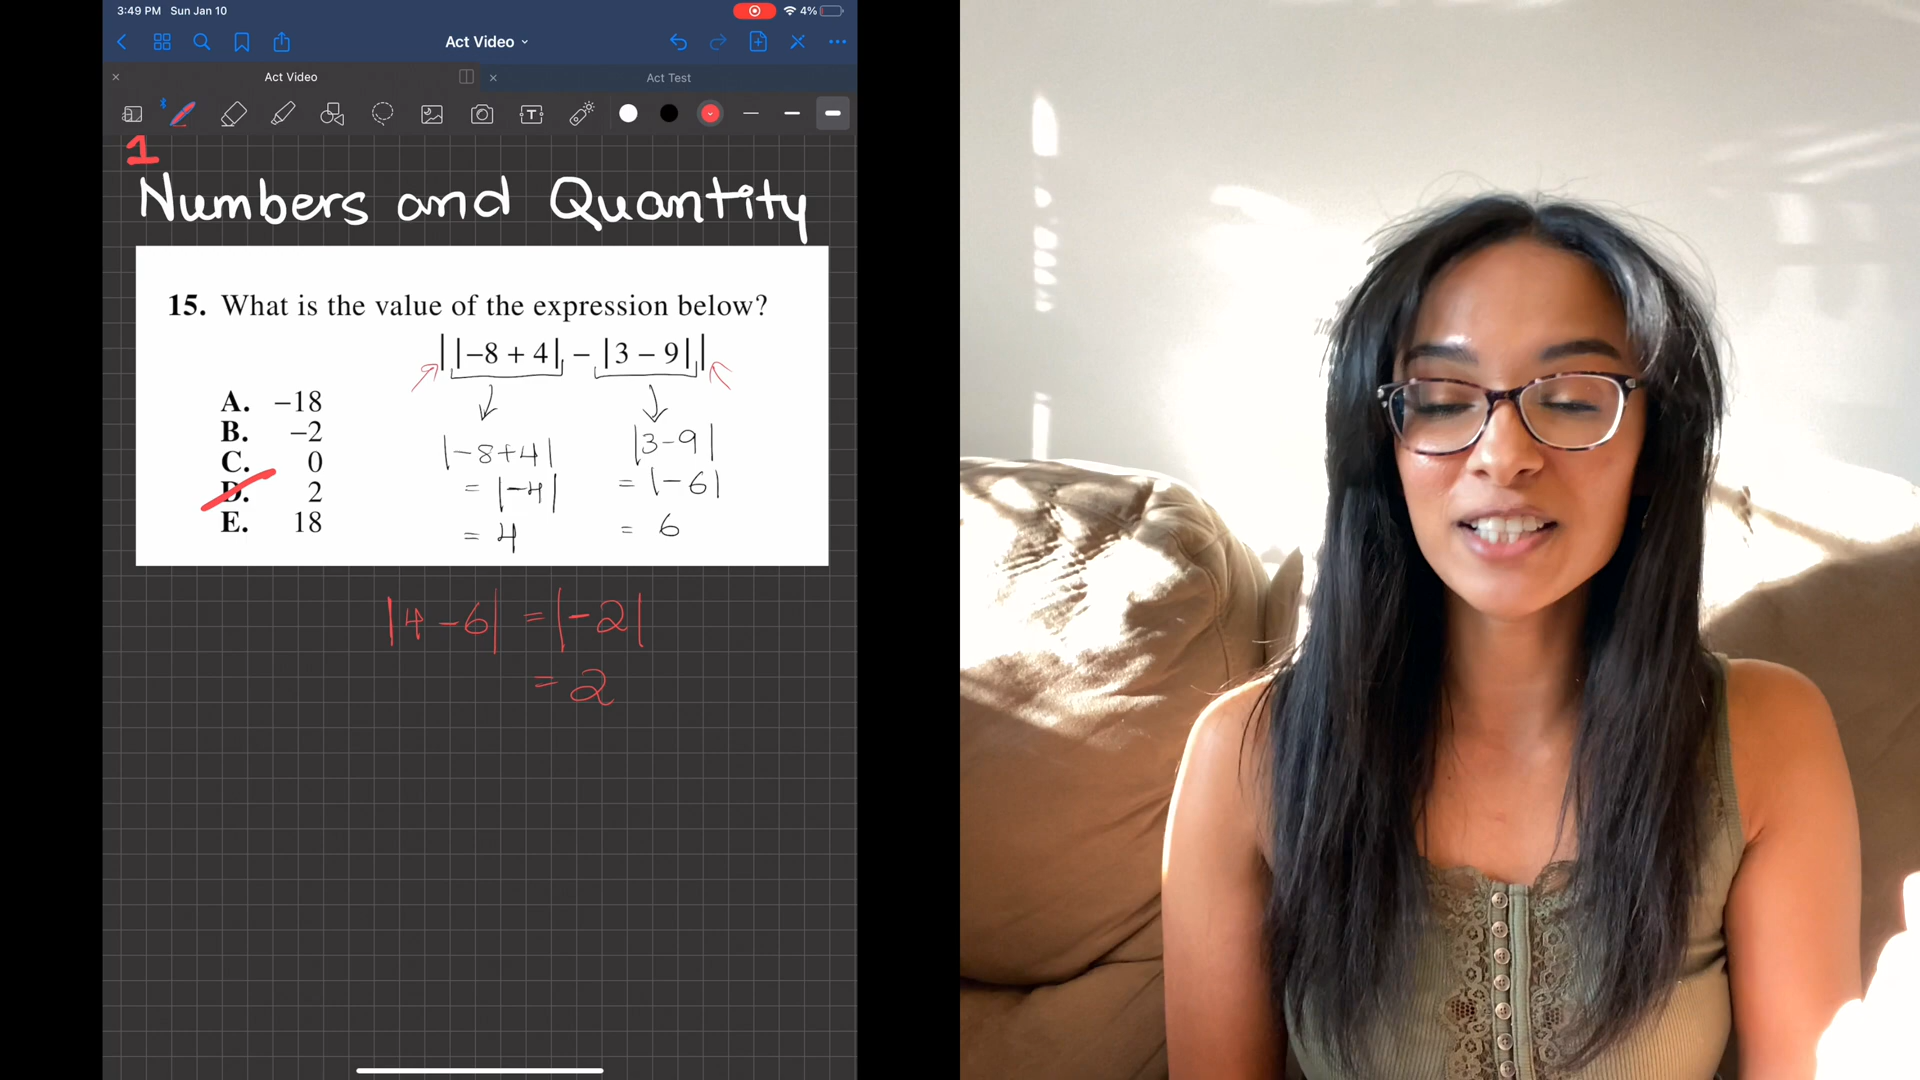 3:49 PM Sun Jan 10
4%
Act Video
Act Video
Act Test
1
Numbers and Quantity
15. What is the value of the expression below?
||−8 + 4| − |3 − 9||
A. −18
B. −2
C. 0
D. 2
E. 18
|-8+4|
= |-4|
= 4
|3-9|
= |-6|
= 6
|4-6| = |-2|
= 2